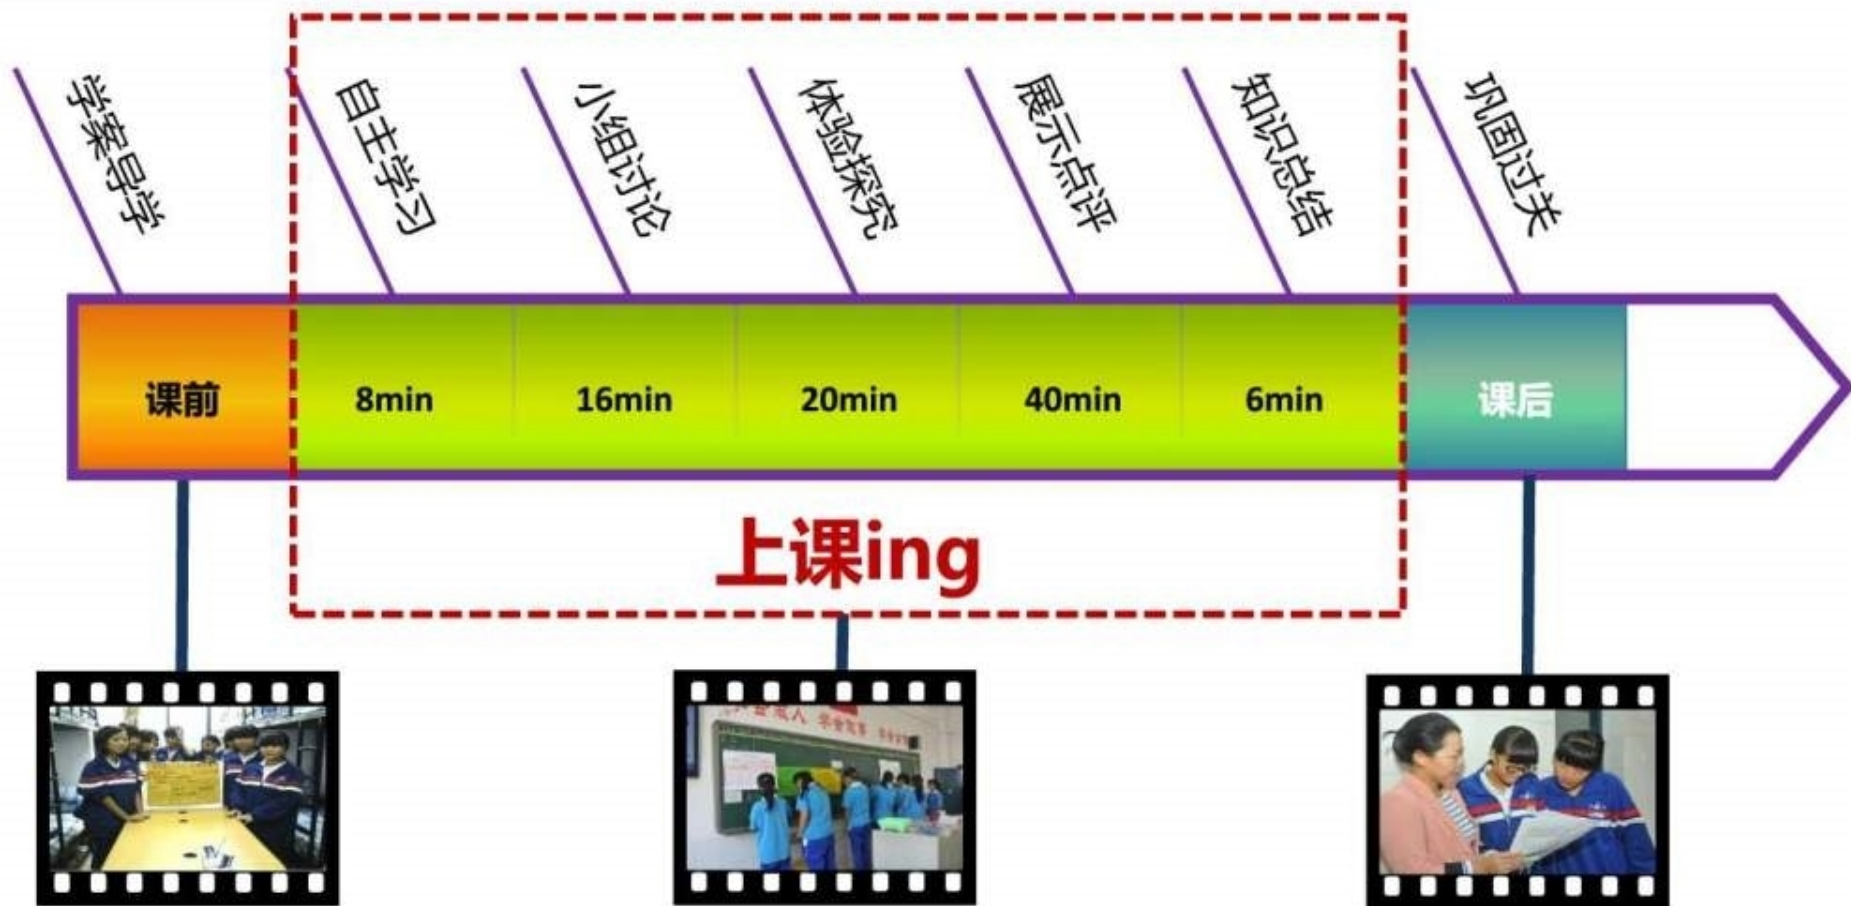 学案导学
自主学习
小组讨论
体验探究
展示点评
知识总结
巩固过关
课前
8min
16min
20min
40min
6min
课后
上课ing